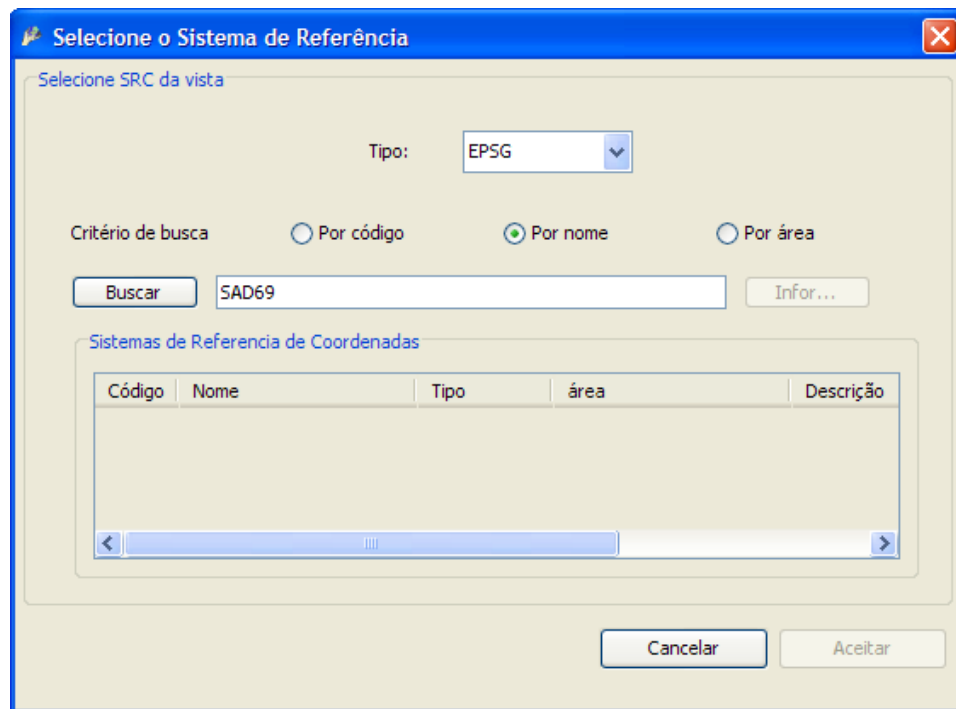 Selecione o Sistema de Referência
Selecione SRC da vista
Tipo: EPSG
Critério de busca Por código Por nome Por área
Buscar SAD69 Infor...
Sistemas de Referencia de Coordenadas
Código Nome Tipo área Descrição
Cancelar Aceitar